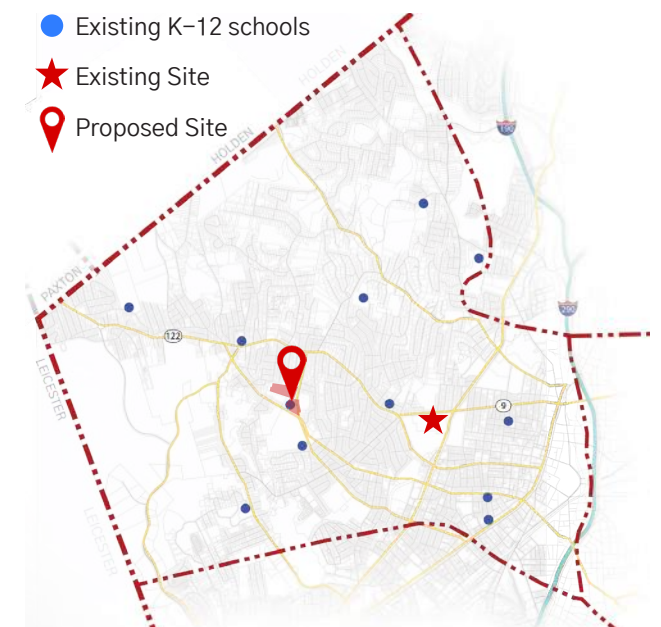 Existing K–12 schools
Existing Site
Proposed Site
HOLDEN
HOLDEN
190
PAXTON
290
122
LEICESTER
9
LEICESTER